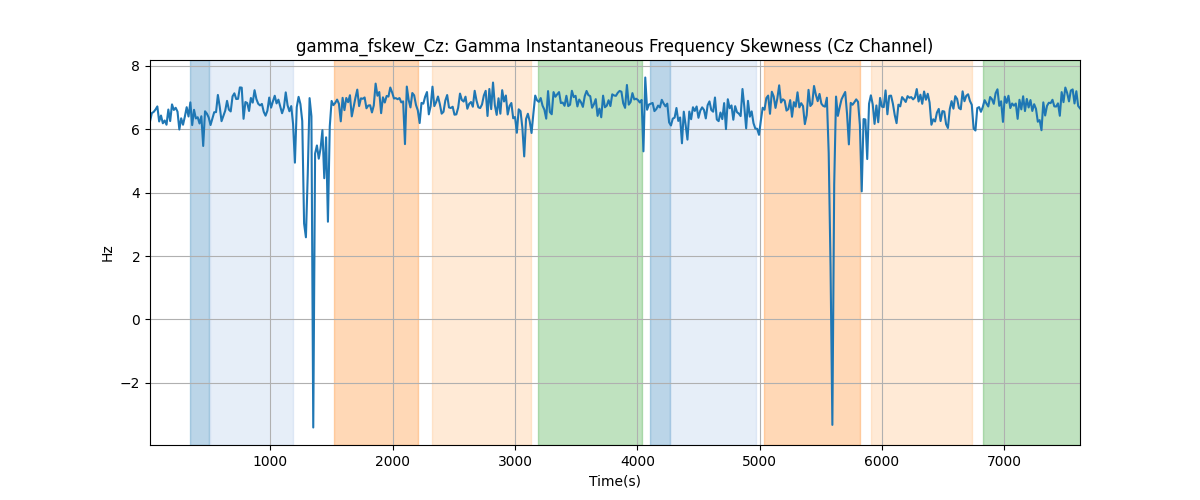 gamma_fskew_Cz: Gamma Instantaneous Frequency Skewness (Cz Channel)
8
6
4
2
0
−2
Hz
1000 2000 3000 4000 5000 6000 7000
Time(s)